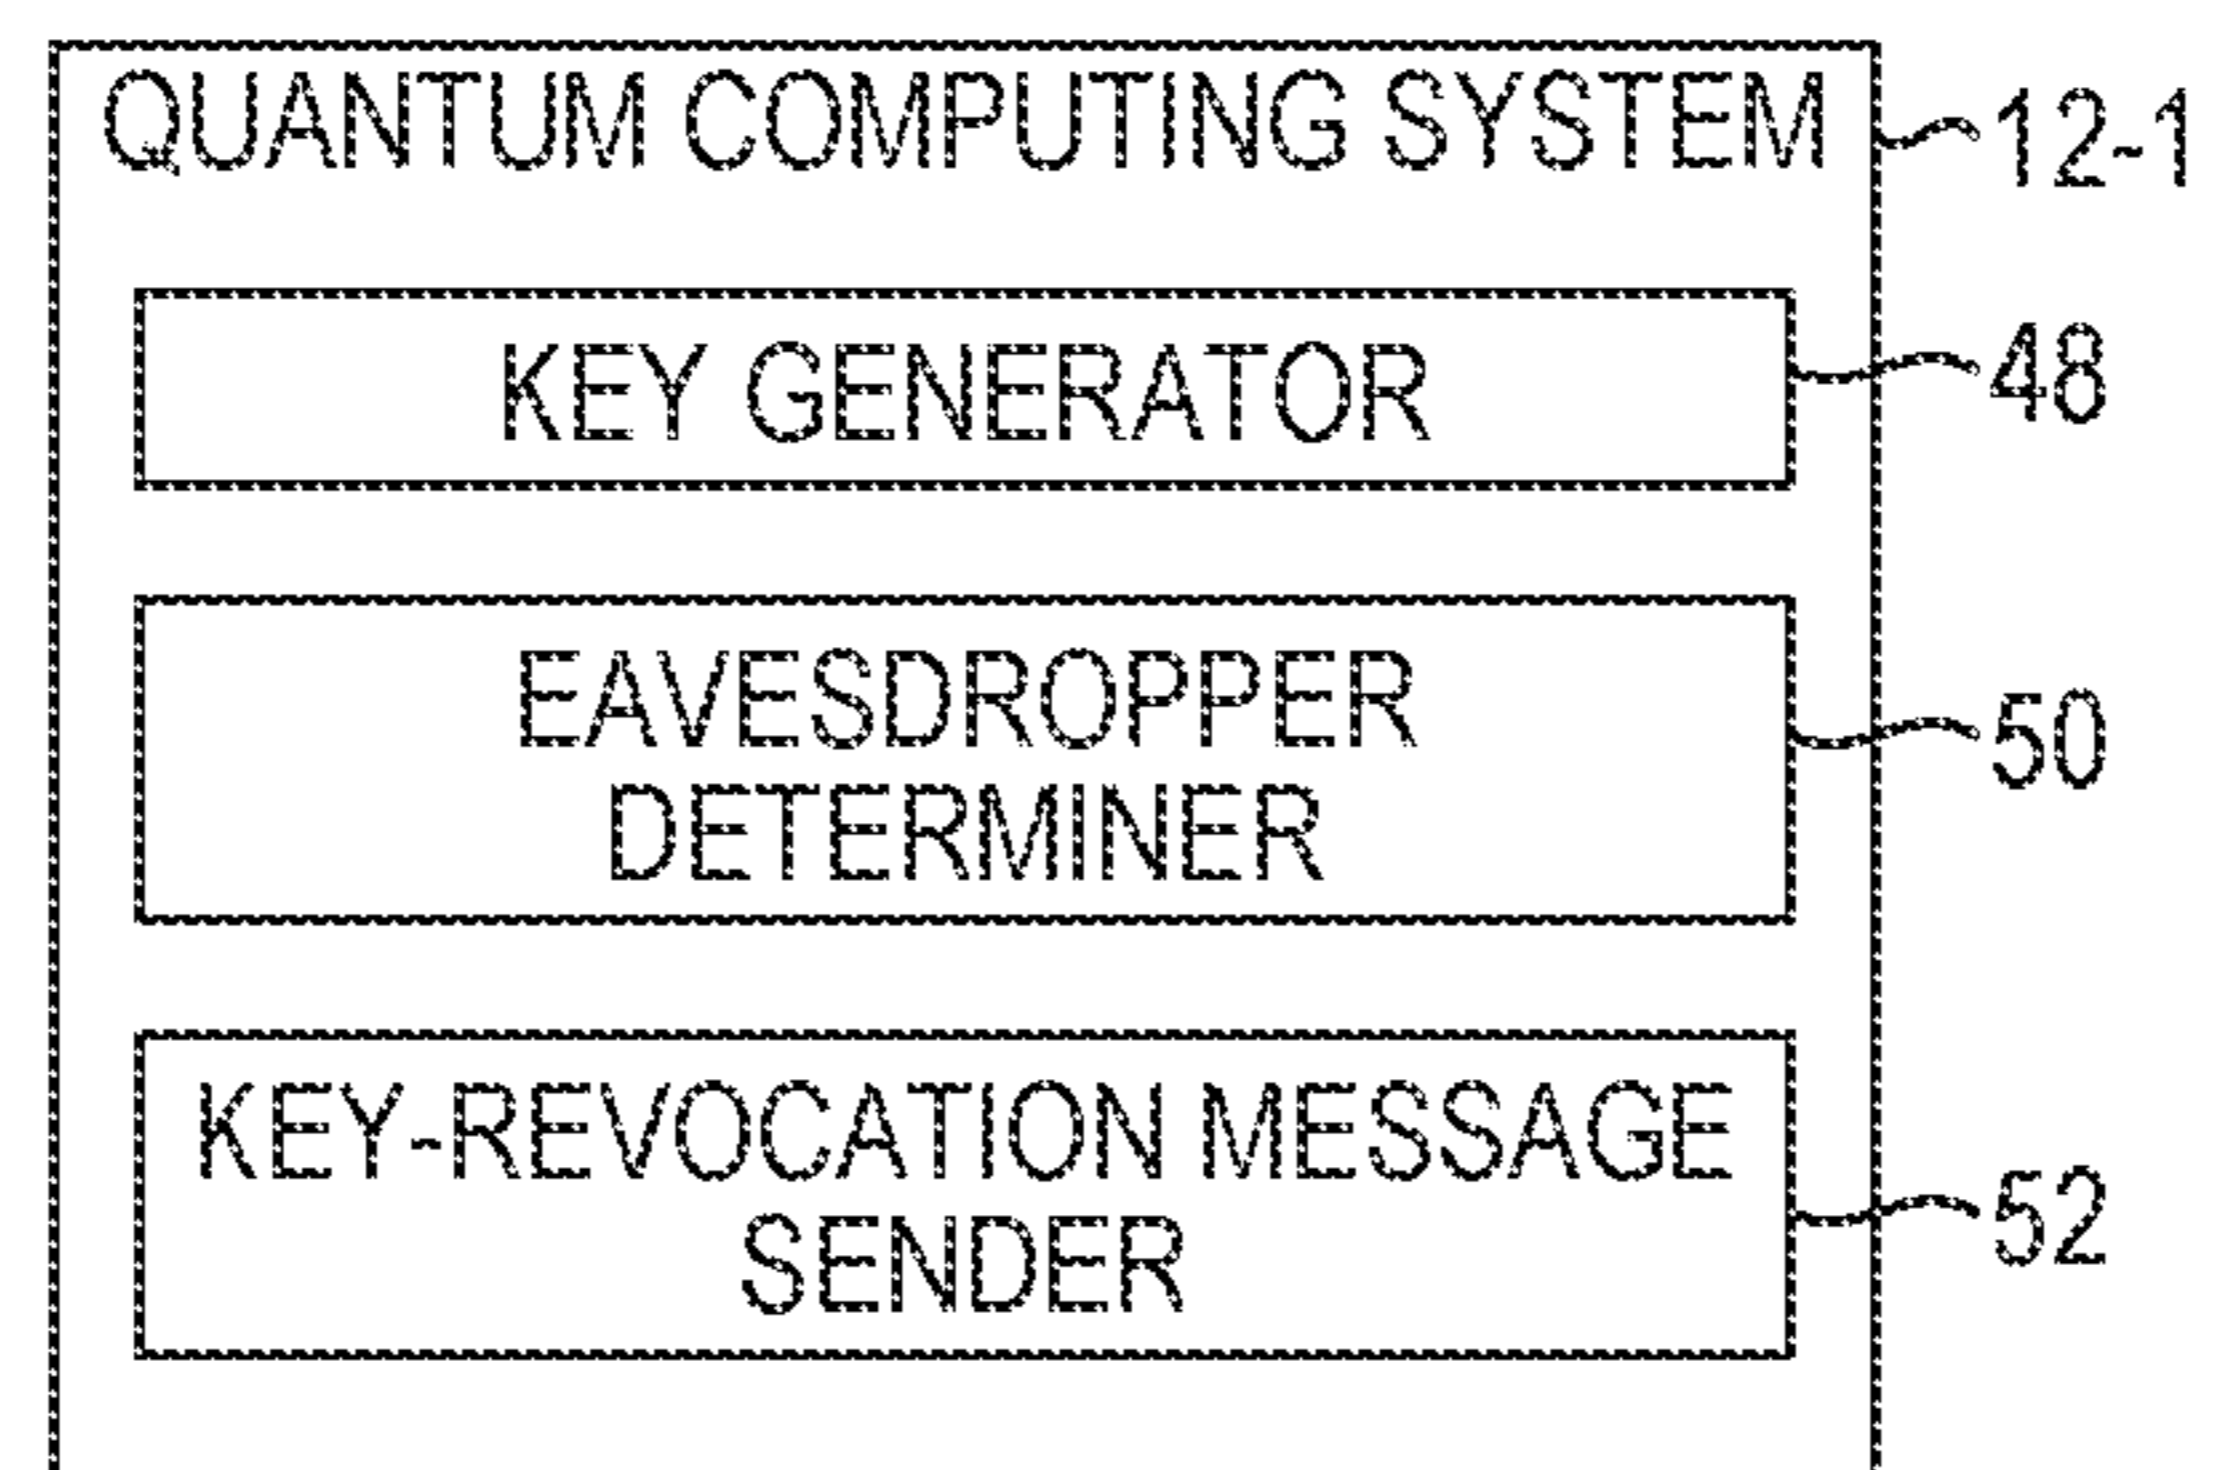 QUANTUM COMPUTING SYSTEM
12-1
KEY GENERATOR
48
EAVESDROPPER
DETERMINER
50
KEY-REVOCATION MESSAGE
SENDER
52